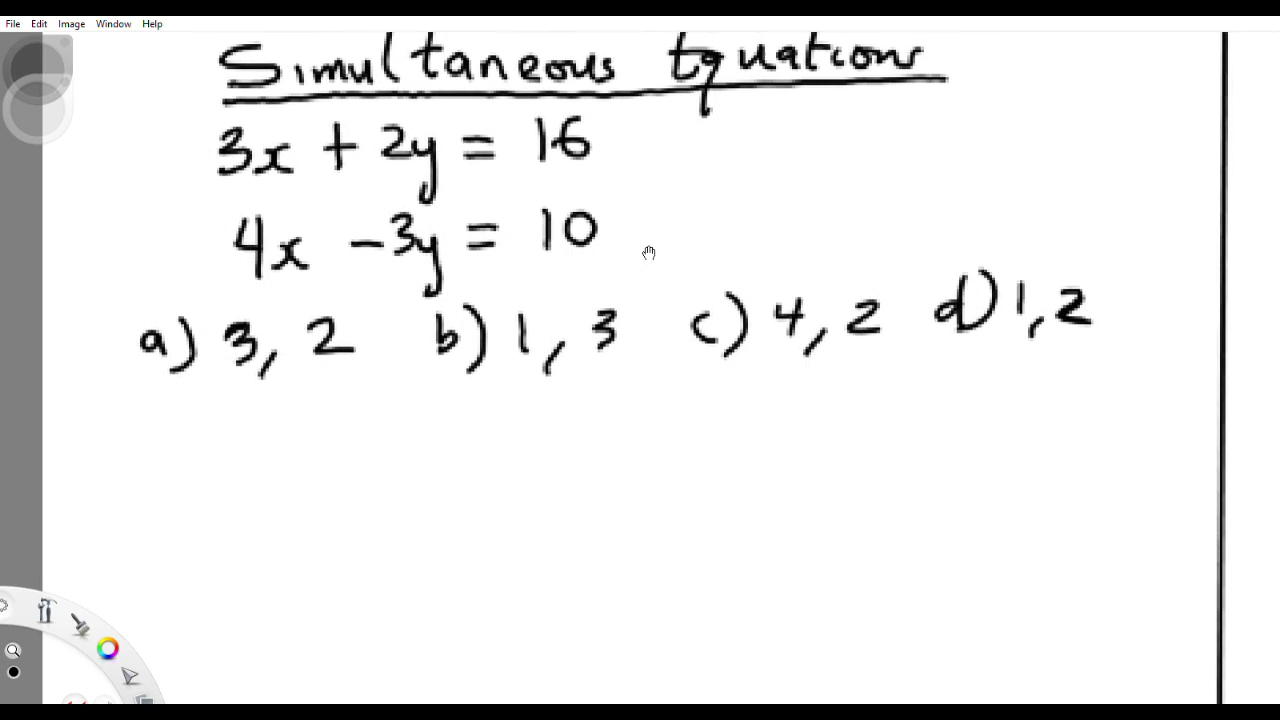 File Edit Image Window Help
Simultaneous Equations
3x + 2y = 16
4x - 3y = 10
a) 3, 2 b) 1, 3 c) 4, 2 d) 1, 2